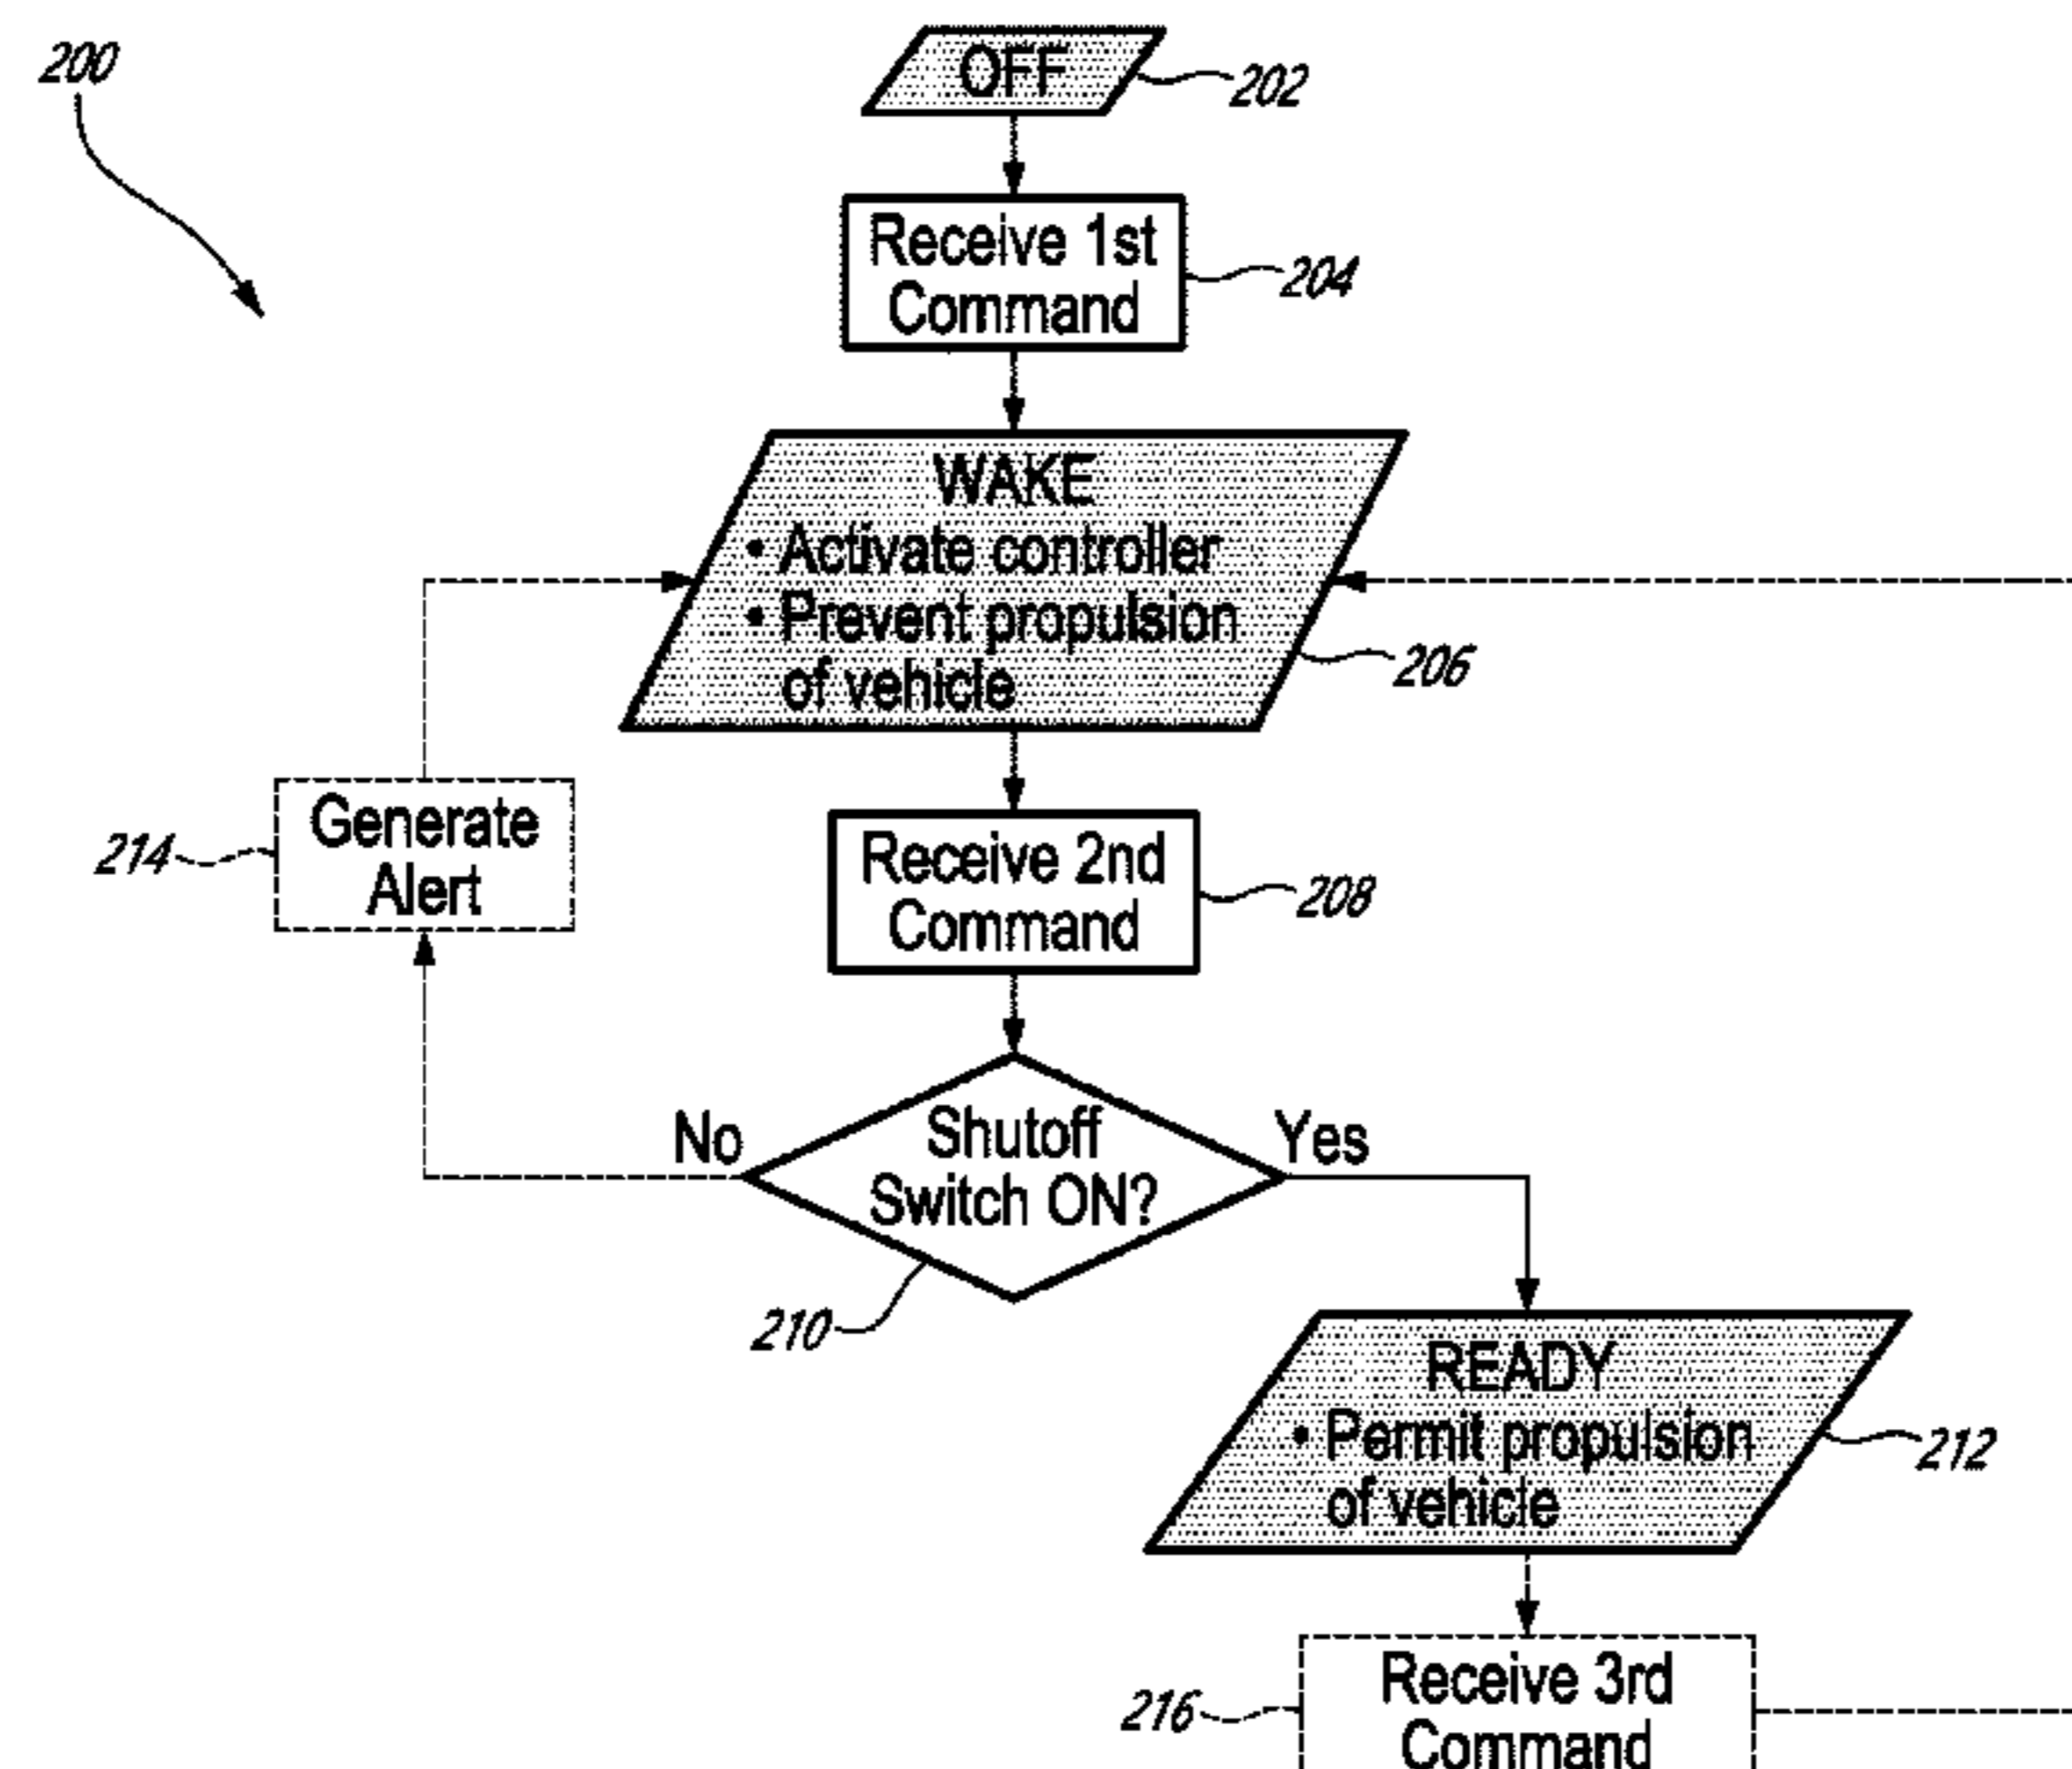 200
OFF
202
Receive 1st
Command
204
WAKE
• Activate controller
• Prevent propulsion
of vehicle
206
Generate
Alert
214
Receive 2nd
Command
208
No
Shutoff
Switch ON?
Yes
210
READY
• Permit propulsion
of vehicle
212
216
Receive 3rd
Command